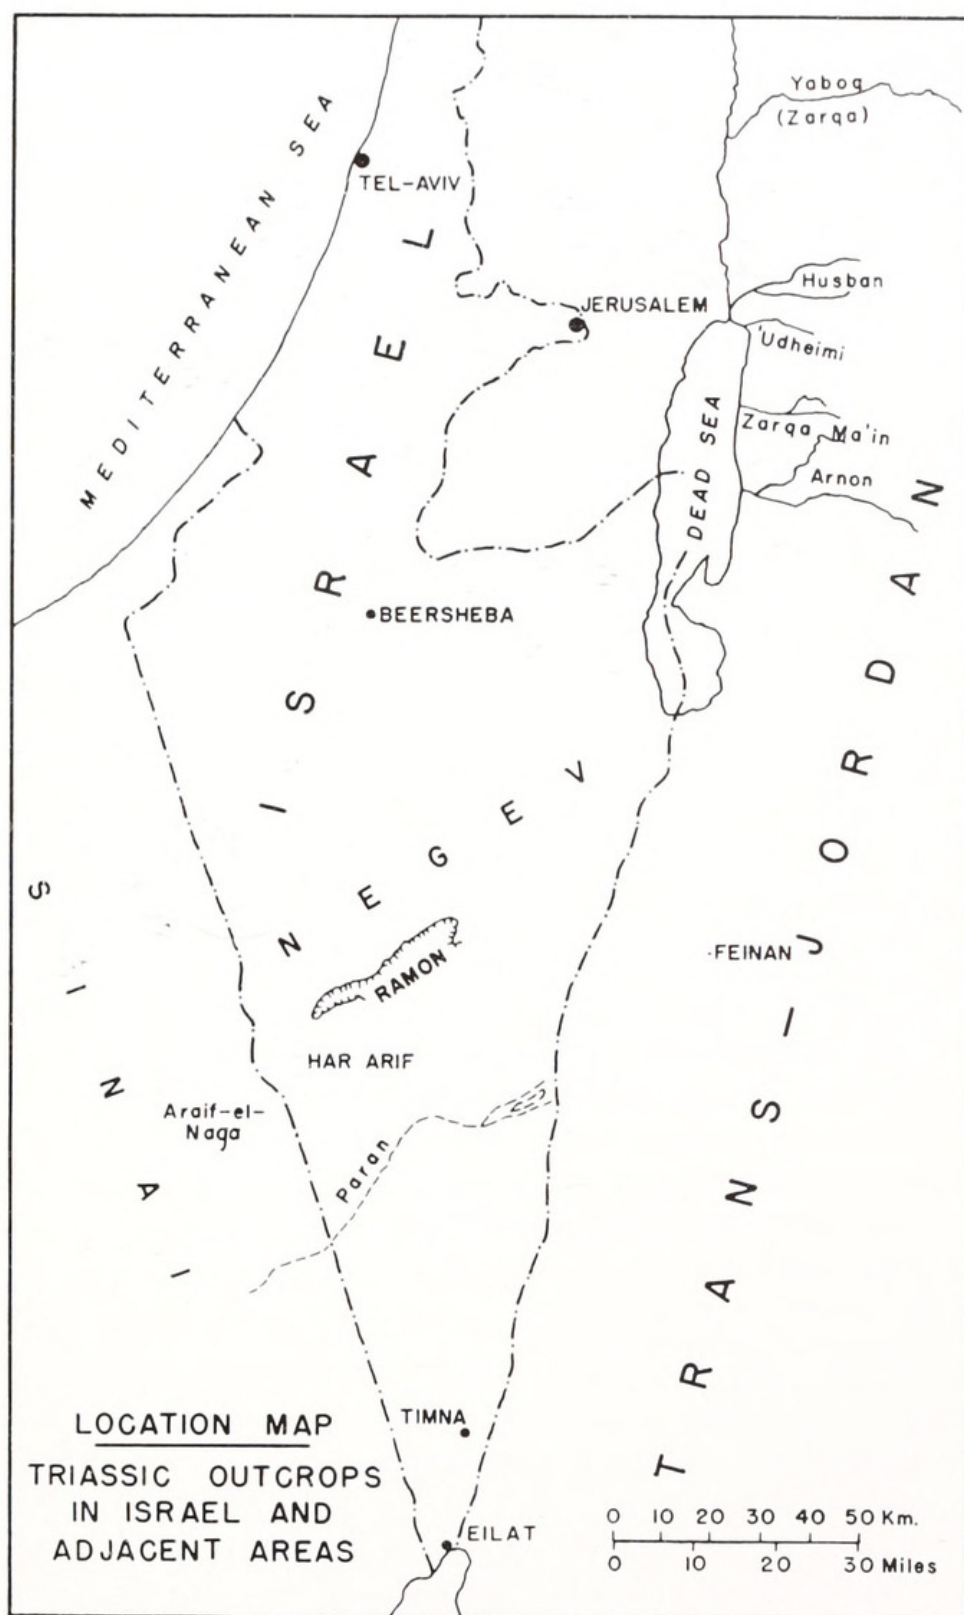 Yaboq
(Zarqa)
MEDITERRANEAN SEA
TEL-AVIV
ISRAEL
Husban
JERUSALEM
'Udheimi
DEAD SEA
Zarqa Ma'in
Arnon
BEERSHEBA
TRANS-JORDAN
NEGEV
SINAI
RAMON
FEINAN
HAR ARIF
Araif-el-
Naga
Paran
TIMNA
EILAT
LOCATION MAP
TRIASSIC OUTCROPS
IN ISRAEL AND
ADJACENT AREAS
0 10 20 30 40 50 Km.
0 10 20 30 Miles